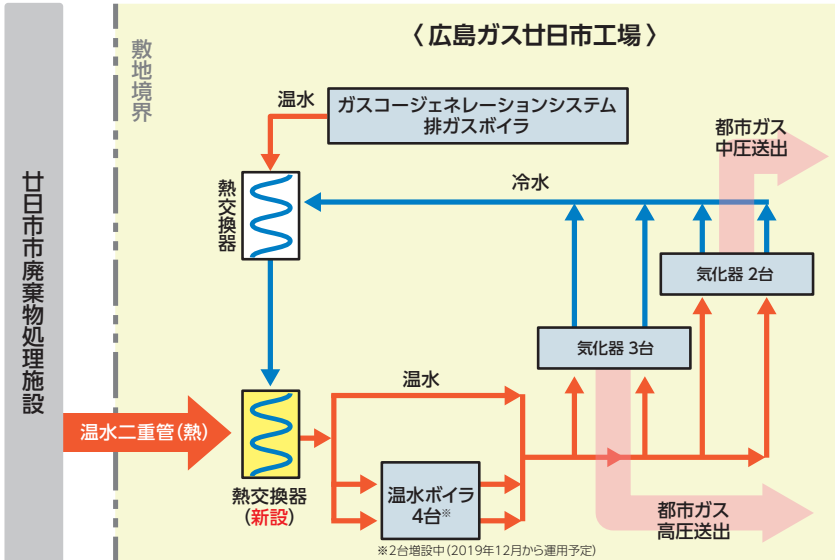 〈 広島ガス廿日市工場 〉
敷地境界
廿日市市廃棄物処理施設
温水
ガスコージェネレーションシステム
排ガスボイラ
都市ガス
中圧送出
熱交換器
冷水
気化器 2台
気化器 3台
温水
温水二重管(熱)
熱交換器
(新設)
温水ボイラ
4台※
都市ガス
高圧送出
※2台増設中(2019年12月から運用予定)